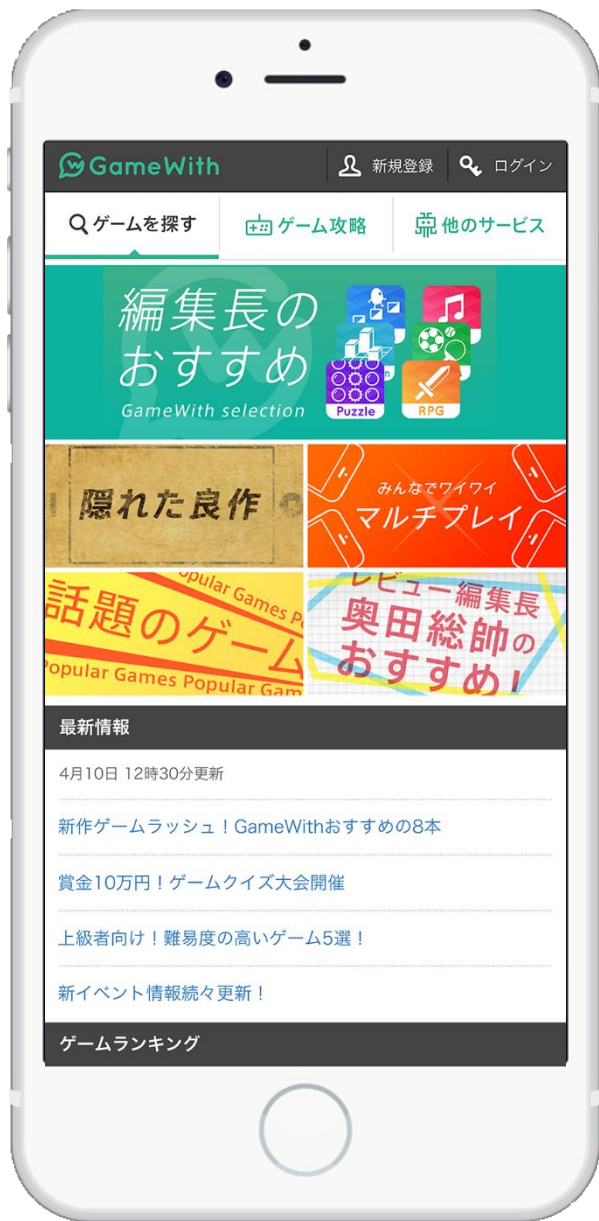 GameWith
新規登録
ログイン
ゲームを探す
ゲーム攻略
他のサービス
編集長の
おすすめ
GameWith selection
Puzzle
RPG
隠れた良作
みんなでワイワイ
マルチプレイ
Popular Games
話題のゲーム
Popular Games Popular Gam
レビュー編集長
奥田総帥の
おすすめ!
最新情報
4月10日 12時30分更新
新作ゲームラッシュ！GameWithおすすめの8本
賞金10万円！ゲームクイズ大会開催
上級者向け！難易度の高いゲーム5選！
新イベント情報続々更新！
ゲームランキング